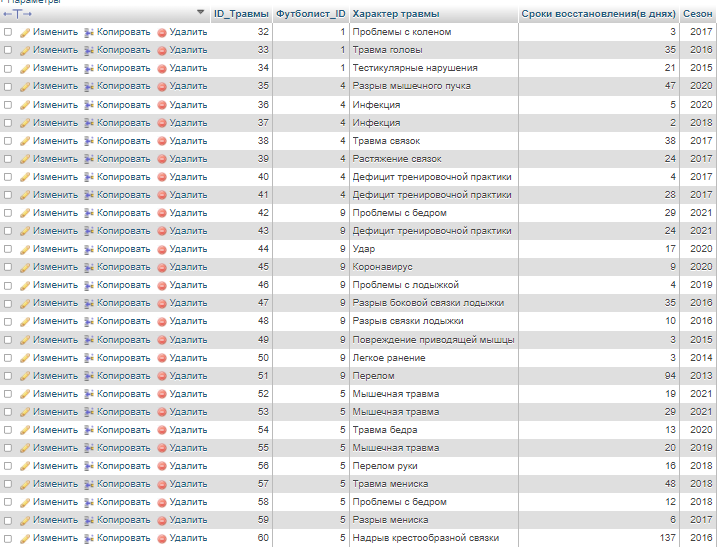 Параметры
←T→ ▼ ID_Травмы Футболист_ID Характер травмы Сроки восстановления(в днях) Сезон
Изменить Копировать Удалить 32 1 Проблемы с коленом 3 2017
Изменить Копировать Удалить 33 1 Травма головы 35 2016
Изменить Копировать Удалить 34 1 Тестикулярные нарушения 21 2015
Изменить Копировать Удалить 35 4 Разрыв мышечного пучка 47 2020
Изменить Копировать Удалить 36 4 Инфекция 5 2020
Изменить Копировать Удалить 37 4 Инфекция 2 2018
Изменить Копировать Удалить 38 4 Травма связок 38 2017
Изменить Копировать Удалить 39 4 Растяжение связок 24 2017
Изменить Копировать Удалить 40 4 Дефицит тренировочной практики 4 2017
Изменить Копировать Удалить 41 4 Дефицит тренировочной практики 28 2017
Изменить Копировать Удалить 42 9 Проблемы с бедром 29 2021
Изменить Копировать Удалить 43 9 Дефицит тренировочной практики 24 2021
Изменить Копировать Удалить 44 9 Удар 17 2020
Изменить Копировать Удалить 45 9 Коронавирус 9 2020
Изменить Копировать Удалить 46 9 Проблемы с лодыжкой 4 2019
Изменить Копировать Удалить 47 9 Разрыв боковой связки лодыжки 35 2016
Изменить Копировать Удалить 48 9 Разрыв связки лодыжки 10 2016
Изменить Копировать Удалить 49 9 Повреждение приводящей мышцы 3 2015
Изменить Копировать Удалить 50 9 Легкое ранение 3 2014
Изменить Копировать Удалить 51 9 Перелом 94 2013
Изменить Копировать Удалить 52 5 Мышечная травма 19 2021
Изменить Копировать Удалить 53 5 Мышечная травма 29 2021
Изменить Копировать Удалить 54 5 Травма бедра 13 2020
Изменить Копировать Удалить 55 5 Мышечная травма 20 2019
Изменить Копировать Удалить 56 5 Перелом руки 16 2018
Изменить Копировать Удалить 57 5 Травма мениска 48 2018
Изменить Копировать Удалить 58 5 Проблемы с бедром 12 2018
Изменить Копировать Удалить 59 5 Разрыв мениска 6 2017
Изменить Копировать Удалить 60 5 Надрыв крестообразной связки 137 2016